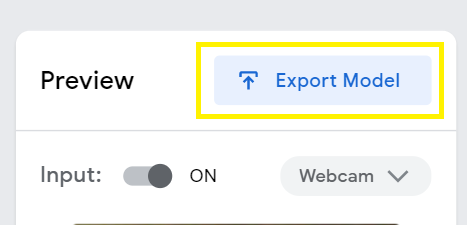 Preview
Export Model
Input:
ON
Webcam